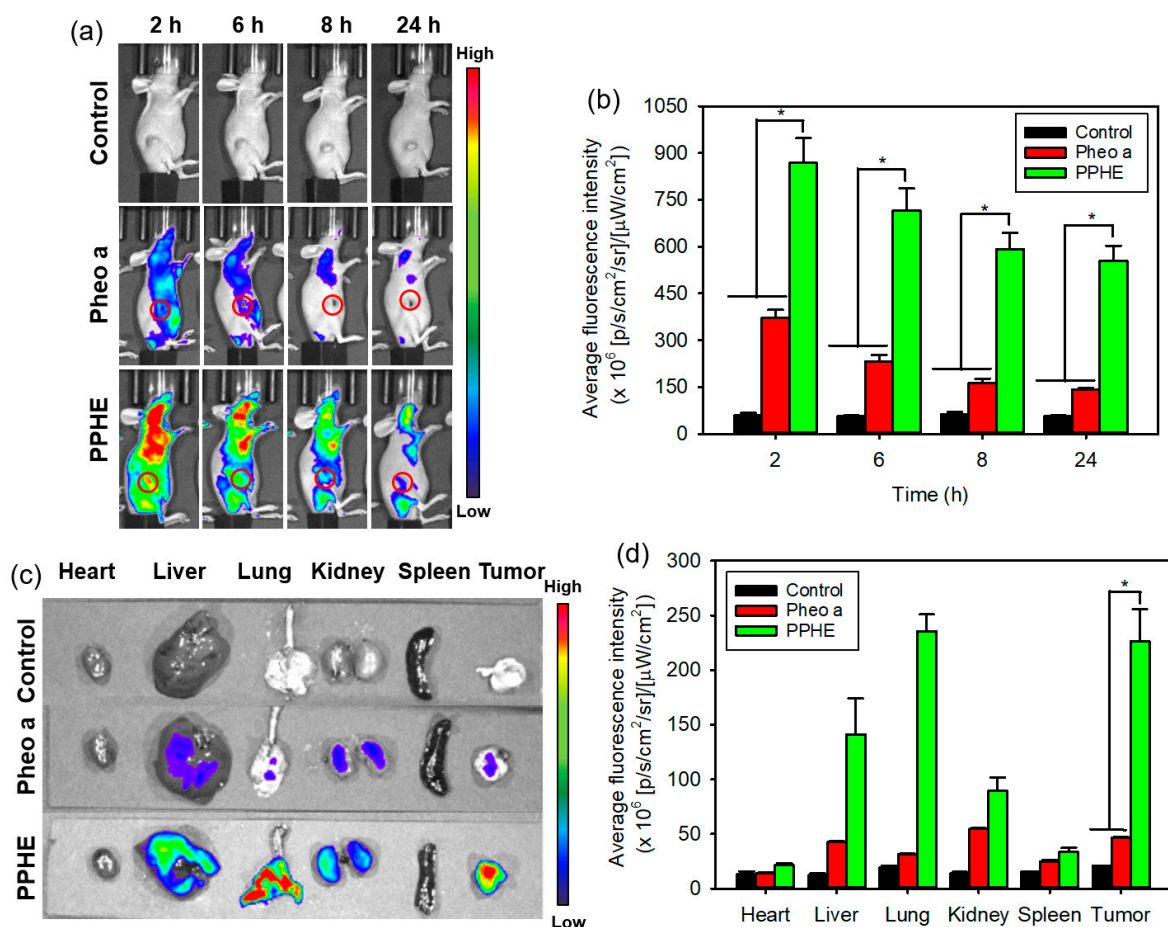 (a)
2 h 6 h 8 h 24 h
High
Control
Pheo a
PPHE
Low
(b)
Average fluorescence intensity
(x 10⁶ [p/s/cm²/sr]/[µW/cm²])
1050
900
750
600
450
300
150
0
Control
Pheo a
PPHE
*
*
*
*
2 6 8 24
Time (h)
(c)
Heart Liver Lung Kidney Spleen Tumor
High
Control
Pheo a
PPHE
Low
(d)
Average fluorescence intensity
(x 10⁶ [p/s/cm²/sr]/[µW/cm²])
300
250
200
150
100
50
0
Control
Pheo a
PPHE
*
Heart Liver Lung Kidney Spleen Tumor